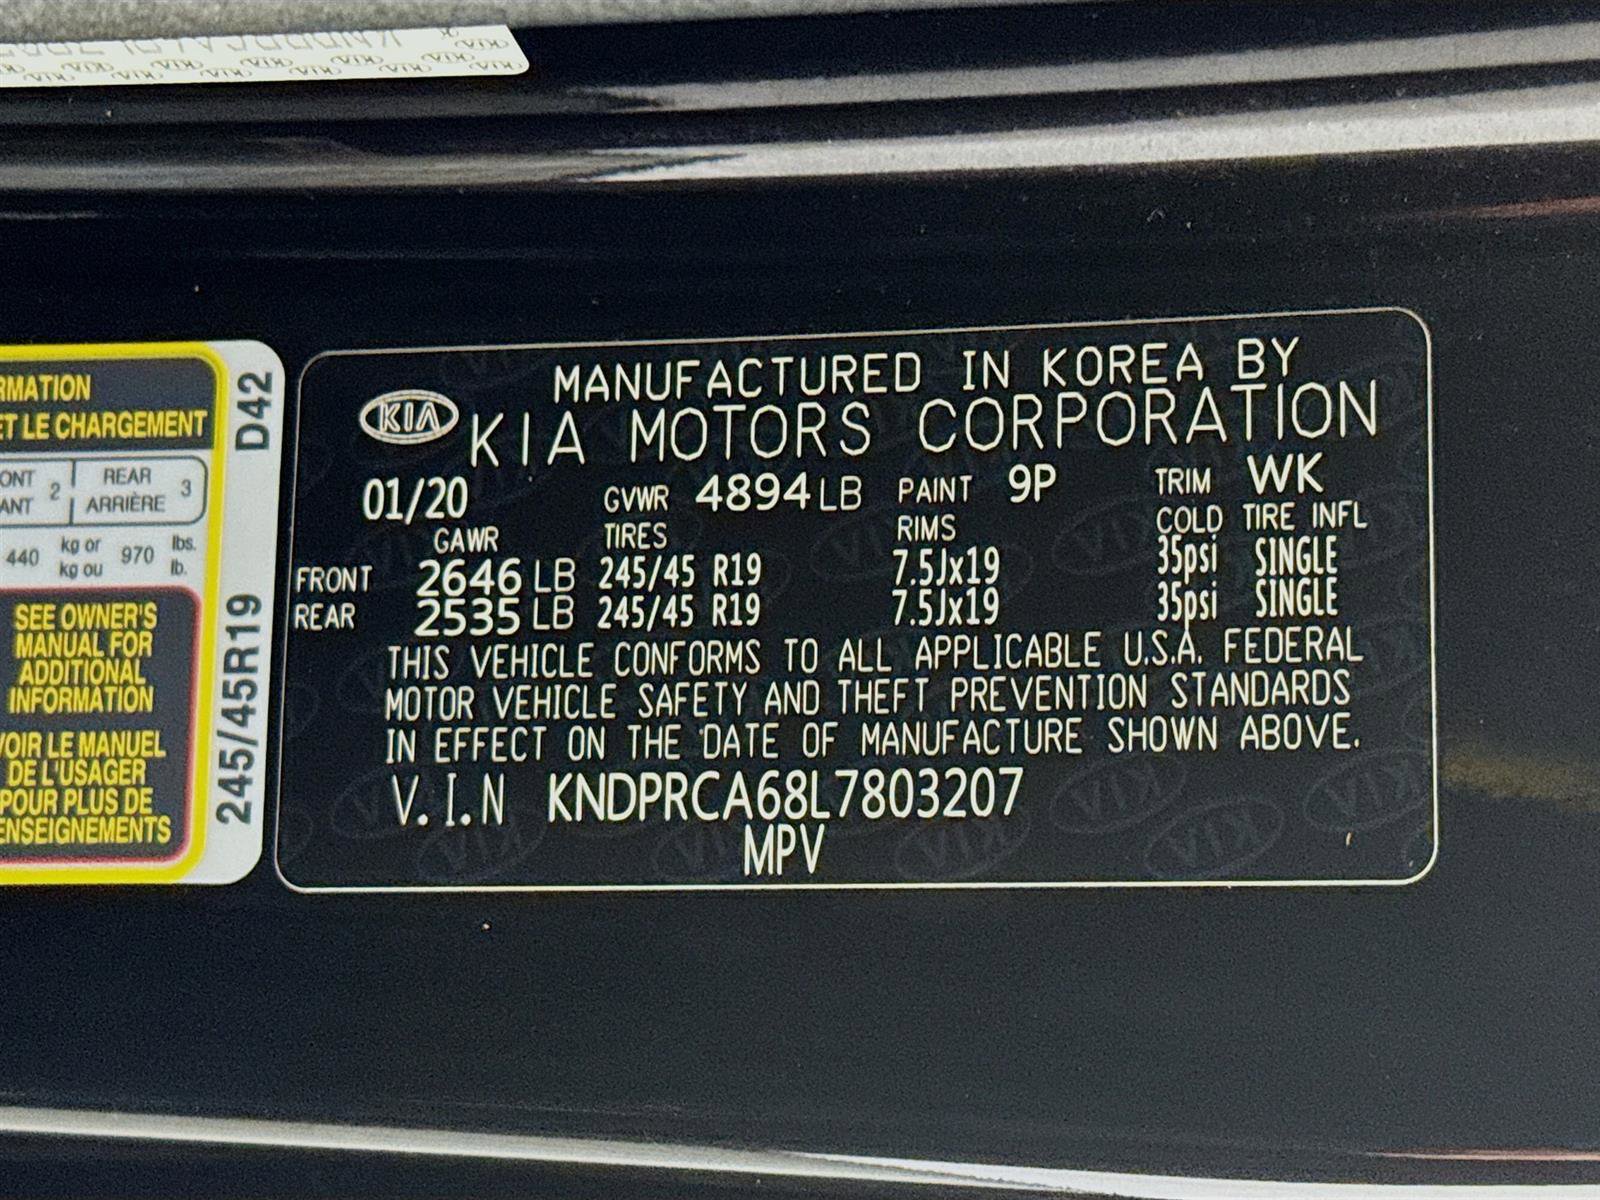 RMATION
ET LE CHARGEMENT
ONT 2 REAR 3
ANT ARRIÈRE
440 kg or 970 lbs.
kg ou lb.
SEE OWNER'S
MANUAL FOR
ADDITIONAL
INFORMATION
VOIR LE MANUEL
DE L'USAGER
POUR PLUS DE
ENSEIGNEMENTS
245/45R19 D42
MANUFACTURED IN KOREA BY
KIA KIA MOTORS CORPORATION
01/20 GVWR 4894 LB PAINT 9P TRIM WK
GAWR TIRES RIMS COLD TIRE INFL
FRONT 2646 LB 245/45 R19 7.5Jx19 35psi SINGLE
REAR 2535 LB 245/45 R19 7.5Jx19 35psi SINGLE
THIS VEHICLE CONFORMS TO ALL APPLICABLE U.S.A. FEDERAL
MOTOR VEHICLE SAFETY AND THEFT PREVENTION STANDARDS
IN EFFECT ON THE DATE OF MANUFACTURE SHOWN ABOVE.
V.I.N KNDPRCA68L7803207
MPV